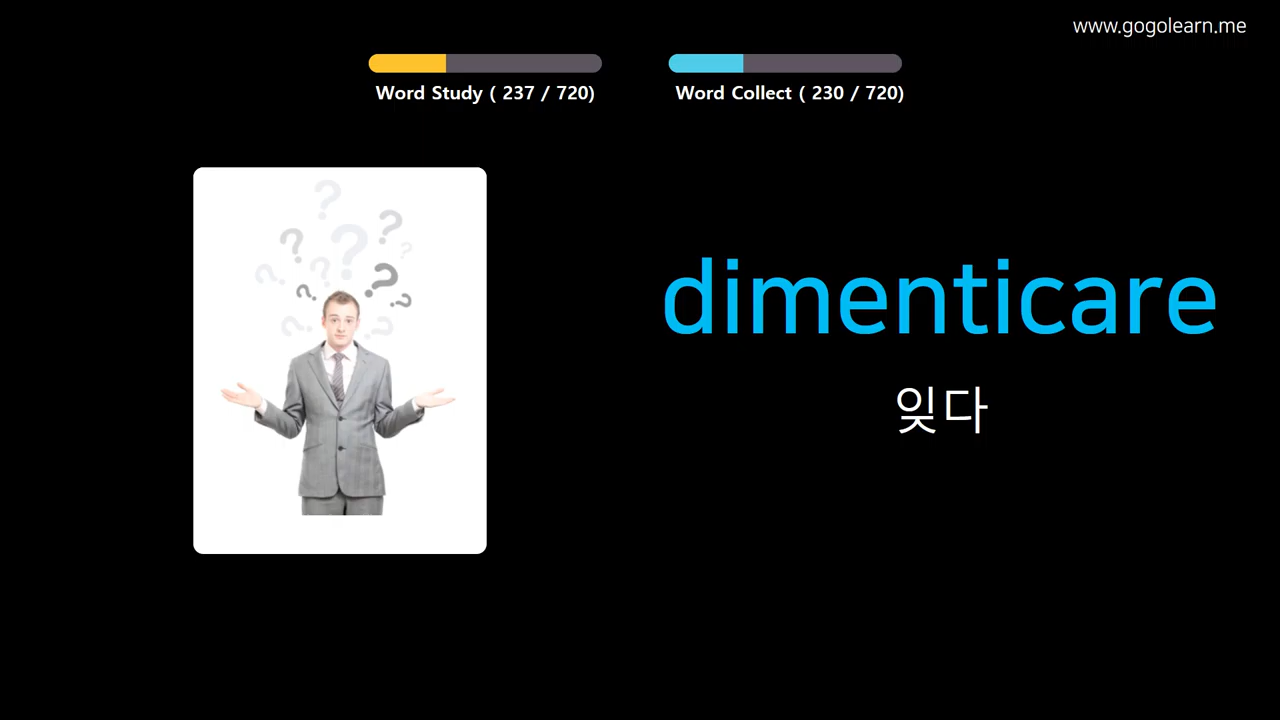 www.gogolearn.me
Word Study ( 237 / 720)
Word Collect ( 230 / 720)
dimenticare
잊다